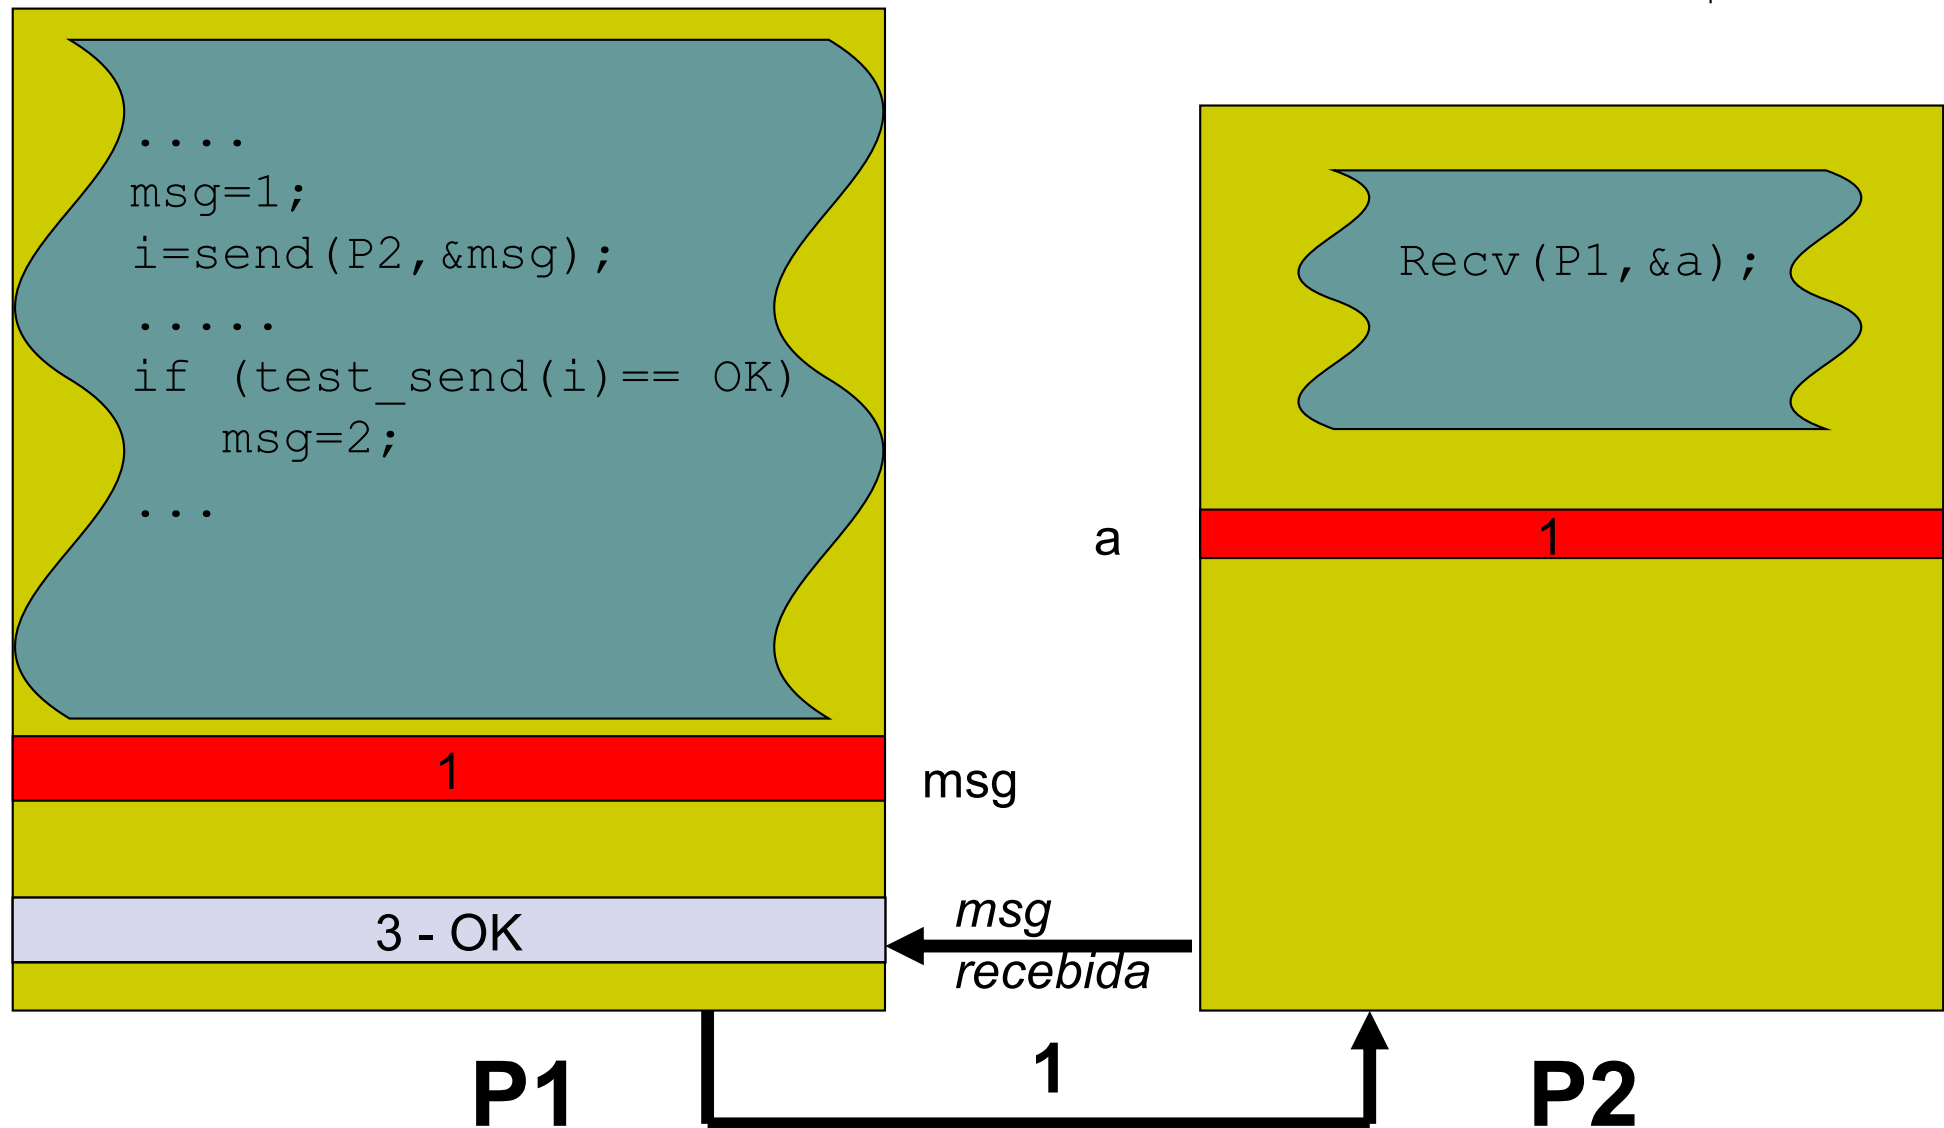 ....
msg=1;
i=send(P2,&msg);
.....
if (test_send(i)== OK)
msg=2;
...
1
msg
3 - OK
P1
Recv(P1,&a);
a
1
msg
recebida
1
P2